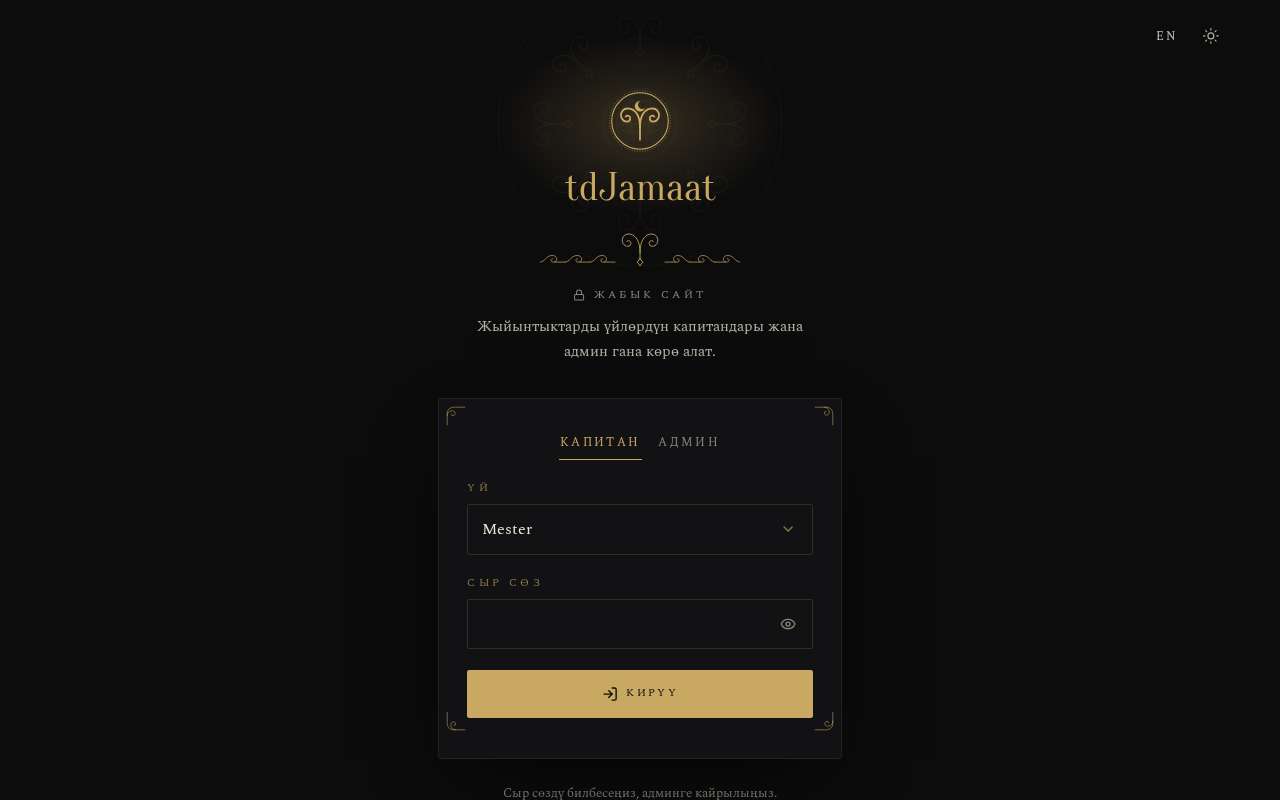 EN
tdJamaat
ЖАБЫК САЙТ
Жыйынтыктарды үйлөрдүн капитандары жана
админ гана көрө алат.
КАПИТАН АДМИН
ҮЙ
Mester
СЫР СӨЗ
КИРҮҮ
Сыр сөздү билбесеңиз, админге кайрылыңыз.